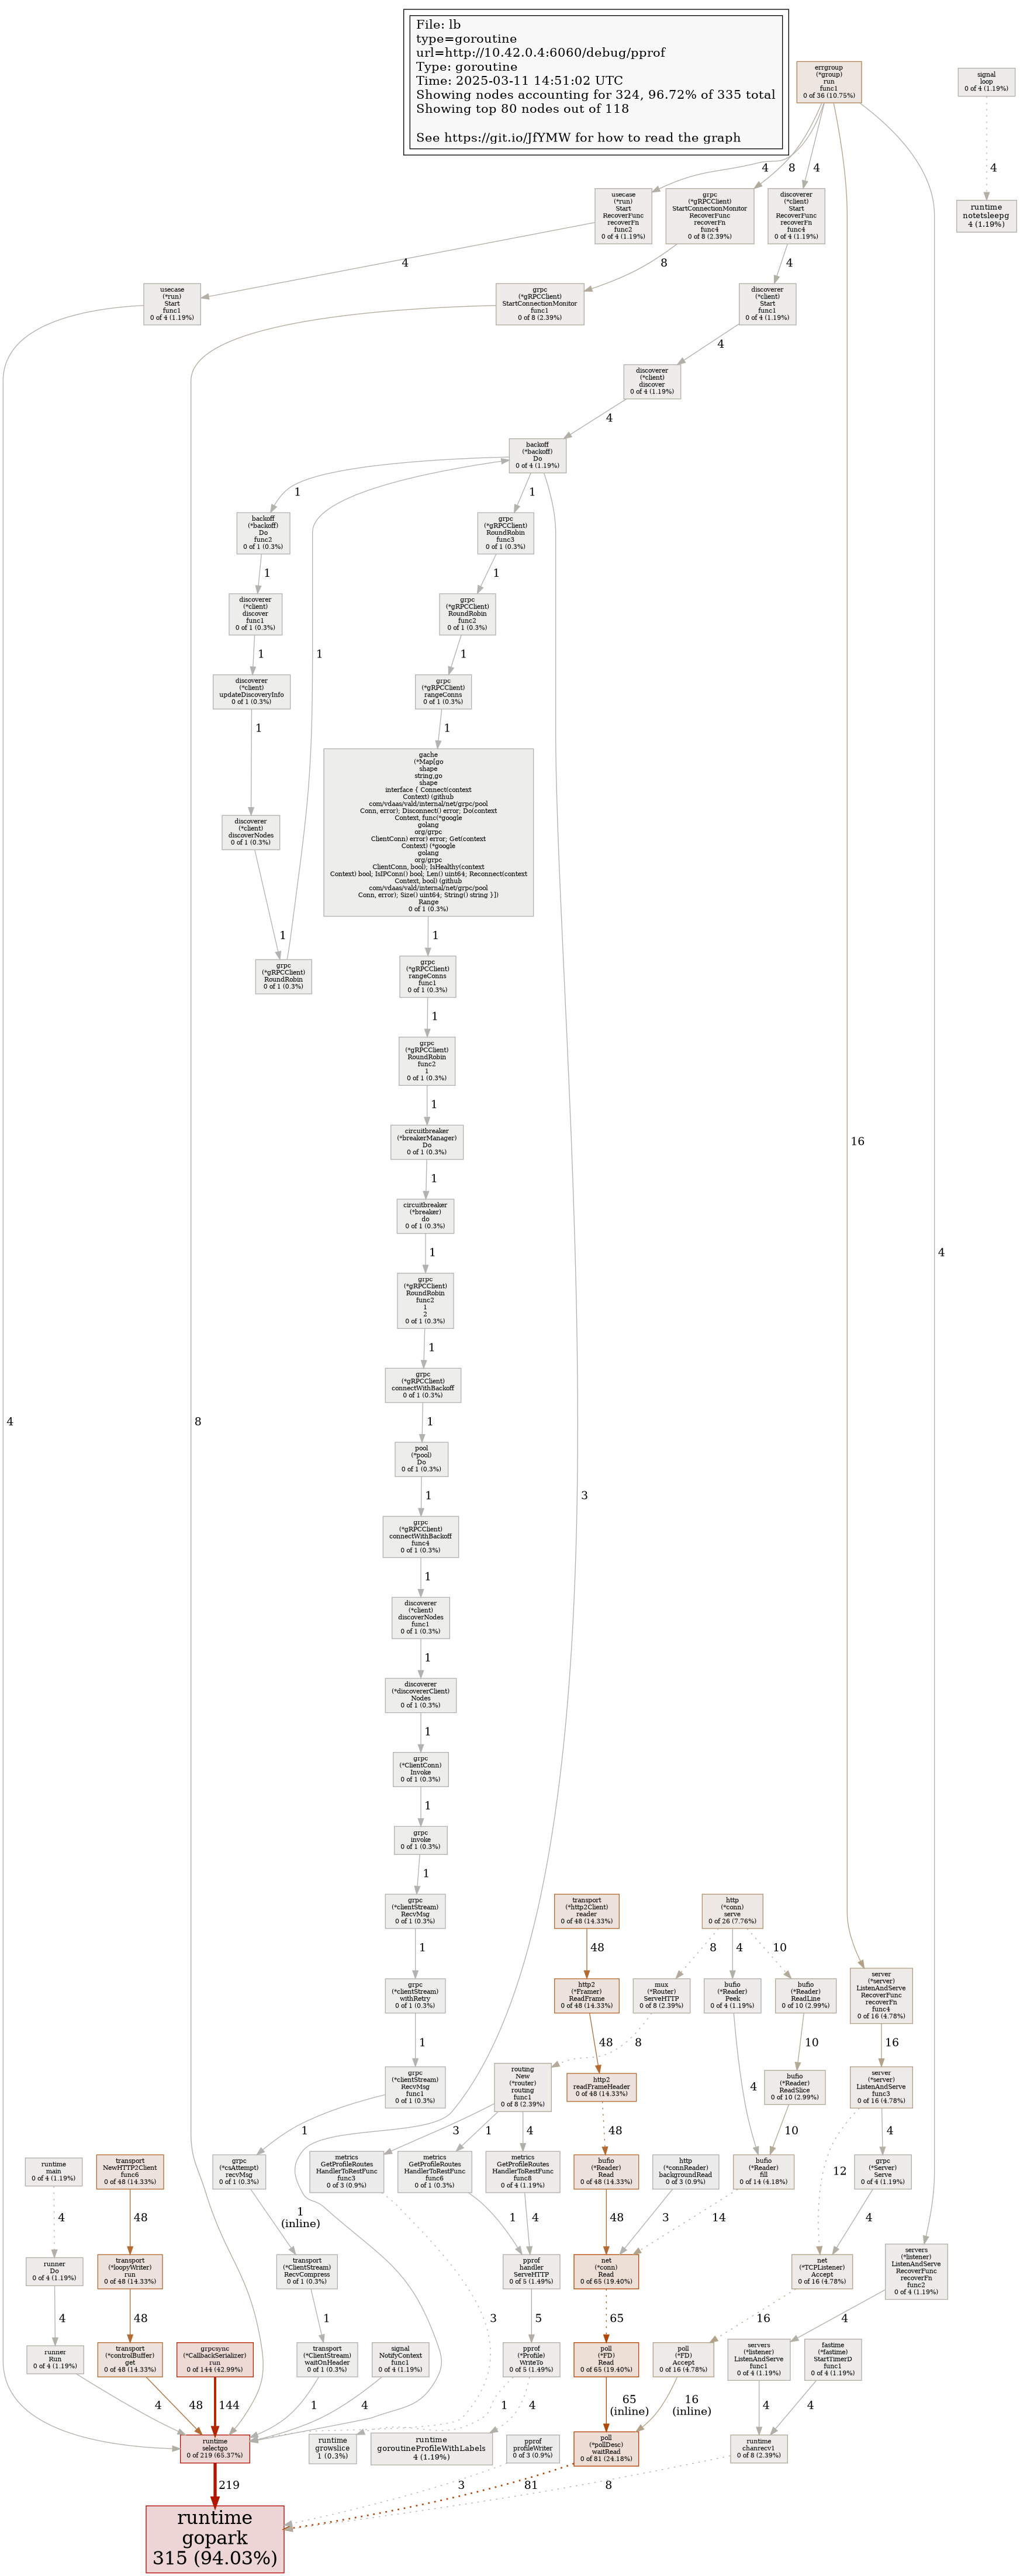 File: lb
type=goroutine
url=http://10.42.0.4:6060/debug/pprof
Type: goroutine
Time: 2025-03-11 14:51:02 UTC
Showing nodes accounting for 324, 96.72% of 335 total
Showing top 80 nodes out of 118
See https://git.io/JfYMW for how to read the graph
errgroup
(*group)
run
func1
0 of 36 (10.75%)
signal
loop
0 of 4 (1.19%)
4
8
4
4
usecase
(*run)
Start
RecoverFunc
recoverFn
func2
0 of 4 (1.19%)
grpc
(*gRPCClient)
StartConnectionMonitor
RecoverFunc
recoverFn
func4
0 of 8 (2.39%)
discoverer
(*client)
Start
RecoverFunc
recoverFn
func4
0 of 4 (1.19%)
runtime
notetsleepg
4 (1.19%)
4
8
4
usecase
(*run)
Start
func1
0 of 4 (1.19%)
grpc
(*gRPCClient)
StartConnectionMonitor
func1
0 of 8 (2.39%)
discoverer
(*client)
Start
func1
0 of 4 (1.19%)
4
discoverer
(*client)
discover
0 of 4 (1.19%)
4
backoff
(*backoff)
Do
0 of 4 (1.19%)
1
1
backoff
(*backoff)
Do
func2
0 of 1 (0.3%)
grpc
(*gRPCClient)
RoundRobin
func3
0 of 1 (0.3%)
1
1
discoverer
(*client)
discover
func1
0 of 1 (0.3%)
grpc
(*gRPCClient)
RoundRobin
func2
0 of 1 (0.3%)
1
1
1
discoverer
(*client)
updateDiscoveryInfo
0 of 1 (0.3%)
grpc
(*gRPCClient)
rangeConns
0 of 1 (0.3%)
1
1
gache
(*Map[go
shape
string,go
shape
interface { Connect(context
Context) (github
com/vdaas/vald/internal/net/grpc/pool
Conn, error); Disconnect() error; Do(context
Context, func(*google
golang
org/grpc
ClientConn) error) error; Get(context
Context) (*google
golang
org/grpc
ClientConn, bool); IsHealthy(context
Context) bool; IsIPConn() bool; Len() uint64; Reconnect(context
Context, bool) (github
com/vdaas/vald/internal/net/grpc/pool
Conn, error); Size() uint64; String() string }])
Range
0 of 1 (0.3%)
discoverer
(*client)
discoverNodes
0 of 1 (0.3%)
1
1
grpc
(*gRPCClient)
RoundRobin
0 of 1 (0.3%)
grpc
(*gRPCClient)
rangeConns
func1
0 of 1 (0.3%)
1
grpc
(*gRPCClient)
RoundRobin
func2
1
0 of 1 (0.3%)
1
circuitbreaker
(*breakerManager)
Do
0 of 1 (0.3%)
16
1
circuitbreaker
(*breaker)
do
0 of 1 (0.3%)
1
4
grpc
(*gRPCClient)
RoundRobin
func2
1
2
0 of 1 (0.3%)
1
grpc
(*gRPCClient)
connectWithBackoff
0 of 1 (0.3%)
4
8
1
pool
(*pool)
Do
0 of 1 (0.3%)
1
3
grpc
(*gRPCClient)
connectWithBackoff
func4
0 of 1 (0.3%)
1
discoverer
(*client)
discoverNodes
func1
0 of 1 (0.3%)
1
discoverer
(*discovererClient)
Nodes
0 of 1 (0.3%)
1
grpc
(*ClientConn)
Invoke
0 of 1 (0.3%)
1
grpc
invoke
0 of 1 (0.3%)
1
grpc
(*clientStream)
RecvMsg
0 of 1 (0.3%)
transport
(*http2Client)
reader
0 of 48 (14.33%)
http
(*conn)
serve
0 of 26 (7.76%)
1
48
8
4
10
grpc
(*clientStream)
withRetry
0 of 1 (0.3%)
http2
(*Framer)
ReadFrame
0 of 48 (14.33%)
mux
(*Router)
ServeHTTP
0 of 8 (2.39%)
bufio
(*Reader)
Peek
0 of 4 (1.19%)
bufio
(*Reader)
ReadLine
0 of 10 (2.99%)
server
(*server)
ListenAndServe
RecoverFunc
recoverFn
func4
0 of 16 (4.78%)
1
48
8
10
16
grpc
(*clientStream)
RecvMsg
func1
0 of 1 (0.3%)
routing
New
(*router)
routing
func1
0 of 8 (2.39%)
http2
readFrameHeader
0 of 48 (14.33%)
4
bufio
(*Reader)
ReadSlice
0 of 10 (2.99%)
server
(*server)
ListenAndServe
func3
0 of 16 (4.78%)
1
3
1
4
48
10
12
4
runtime
main
0 of 4 (1.19%)
transport
NewHTTP2Client
func6
0 of 48 (14.33%)
grpc
(*csAttempt)
recvMsg
0 of 1 (0.3%)
metrics
GetProfileRoutes
HandlerToRestFunc
func3
0 of 3 (0.9%)
metrics
GetProfileRoutes
HandlerToRestFunc
func6
0 of 1 (0.3%)
metrics
GetProfileRoutes
HandlerToRestFunc
func8
0 of 4 (1.19%)
bufio
(*Reader)
Read
0 of 48 (14.33%)
http
(*connReader)
backgroundRead
0 of 3 (0.9%)
bufio
(*Reader)
fill
0 of 14 (4.18%)
grpc
(*Server)
Serve
0 of 4 (1.19%)
4
48
1
(inline)
1
4
48
3
14
4
runner
Do
0 of 4 (1.19%)
transport
(*loopyWriter)
run
0 of 48 (14.33%)
transport
(*ClientStream)
RecvCompress
0 of 1 (0.3%)
pprof
handler
ServeHTTP
0 of 5 (1.49%)
net
(*conn)
Read
0 of 65 (19.40%)
net
(*TCPListener)
Accept
0 of 16 (4.78%)
servers
(*listener)
ListenAndServe
RecoverFunc
recoverFn
func2
0 of 4 (1.19%)
4
48
1
3
5
65
16
4
runner
Run
0 of 4 (1.19%)
transport
(*controlBuffer)
get
0 of 48 (14.33%)
grpcsync
(*CallbackSerializer)
run
0 of 144 (42.99%)
transport
(*ClientStream)
waitOnHeader
0 of 1 (0.3%)
signal
NotifyContext
func1
0 of 4 (1.19%)
pprof
(*Profile)
WriteTo
0 of 5 (1.49%)
poll
(*FD)
Read
0 of 65 (19.40%)
poll
(*FD)
Accept
0 of 16 (4.78%)
servers
(*listener)
ListenAndServe
func1
0 of 4 (1.19%)
fastime
(*fastime)
StartTimerD
func1
0 of 4 (1.19%)
4
48
144
1
4
1
4
65
(inline)
16
(inline)
4
4
runtime
selectgo
0 of 219 (65.37%)
runtime
growslice
1 (0.3%)
runtime
goroutineProfileWithLabels
4 (1.19%)
pprof
profileWriter
0 of 3 (0.9%)
poll
(*pollDesc)
waitRead
0 of 81 (24.18%)
runtime
chanrecv1
0 of 8 (2.39%)
219
3
81
8
runtime
gopark
315 (94.03%)